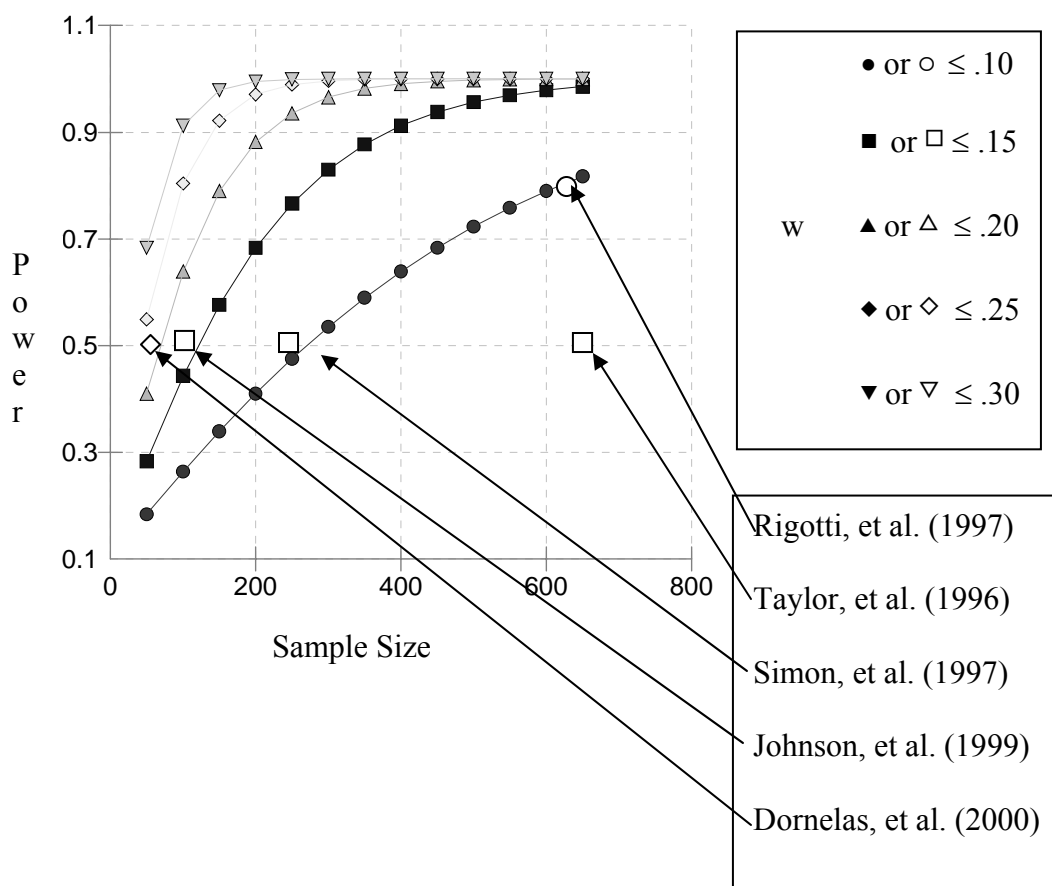 1.1
0.9
0.7
0.5
0.3
0.1
P
o
w
e
r
0
200
400
600
800
Sample Size
w
● or ○ ≤ .10
■ or □ ≤ .15
▲ or △ ≤ .20
◆ or ◇ ≤ .25
▼ or ▽ ≤ .30
Rigotti, et al. (1997)
Taylor, et al. (1996)
Simon, et al. (1997)
Johnson, et al. (1999)
Dornelas, et al. (2000)